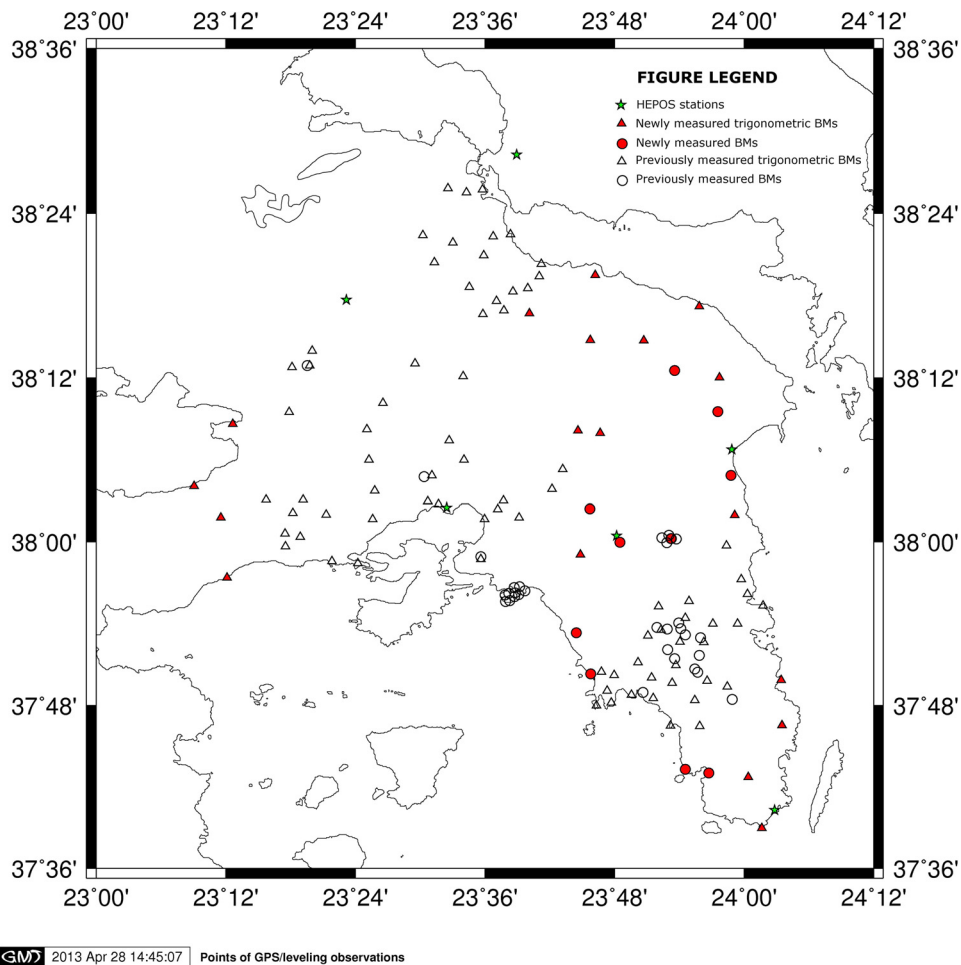 23˚00' 23˚12' 23˚24' 23˚36' 23˚48' 24˚00' 24˚12'
38˚36' 38˚36'
FIGURE LEGEND
HEPOS stations
Newly measured trigonometric BMs
Newly measured BMs
Previously measured trigonometric BMs
Previously measured BMs
38˚24' 38˚24'
38˚12' 38˚12'
38˚00' 38˚00'
37˚48' 37˚48'
37˚36' 37˚36'
23˚00' 23˚12' 23˚24' 23˚36' 23˚48' 24˚00' 24˚12'
GMT 2013 Apr 28 14:45:07 Points of GPS/leveling observations